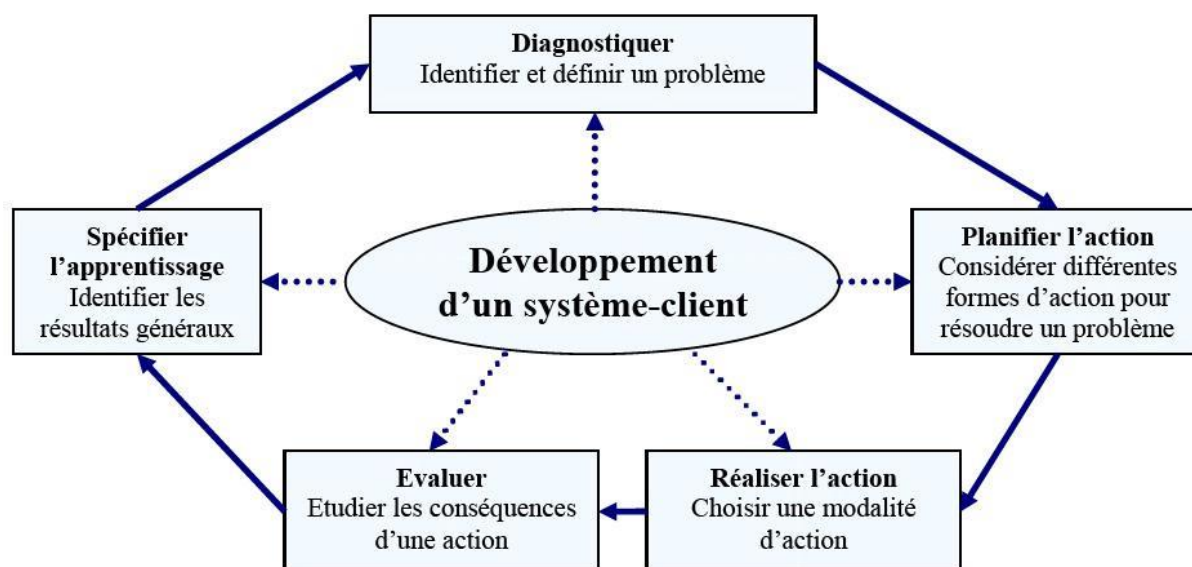 Diagnostiquer
Identifier et définir un problème
Spécifier
l’apprentissage
Identifier les
résultats généraux
Développement
d’un système-client
Planifier l’action
Considérer différentes
formes d’action pour
résoudre un problème
Evaluer
Etudier les conséquences
d’une action
Réaliser l’action
Choisir une modalité
d’action